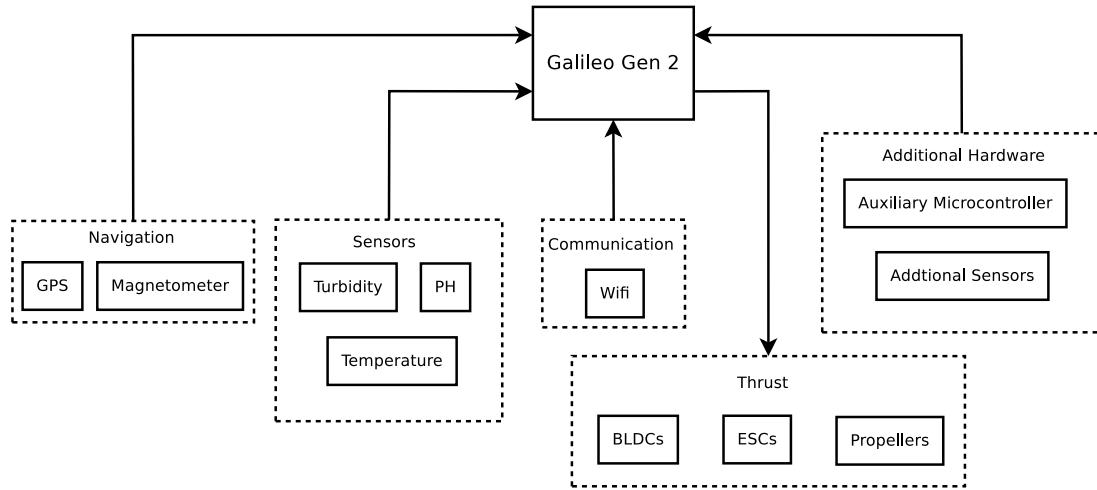 Galileo Gen 2
Navigation
GPS
Magnetometer
Sensors
Turbidity
PH
Temperature
Communication
Wifi
Additional Hardware
Auxiliary Microcontroller
Addtional Sensors
Thrust
BLDCs
ESCs
Propellers